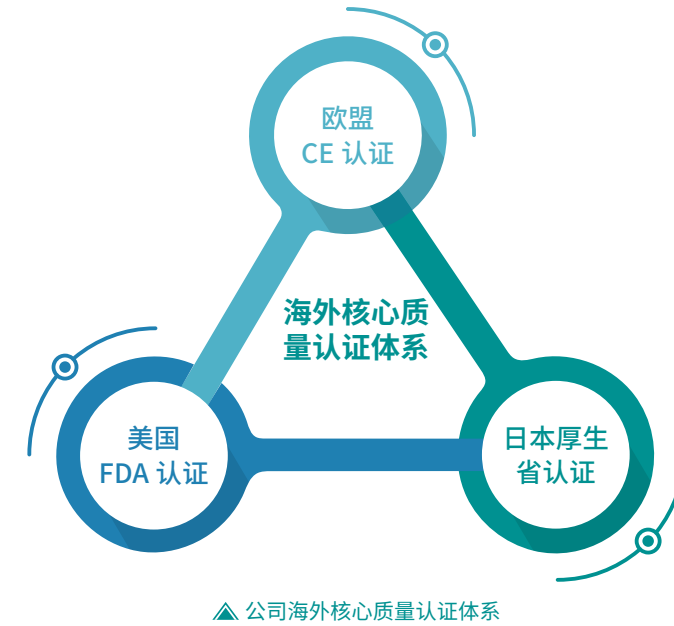 欧盟
CE 认证
海外核心质
量认证体系
美国
FDA 认证
日本厚生
省认证
公司海外核心质量认证体系